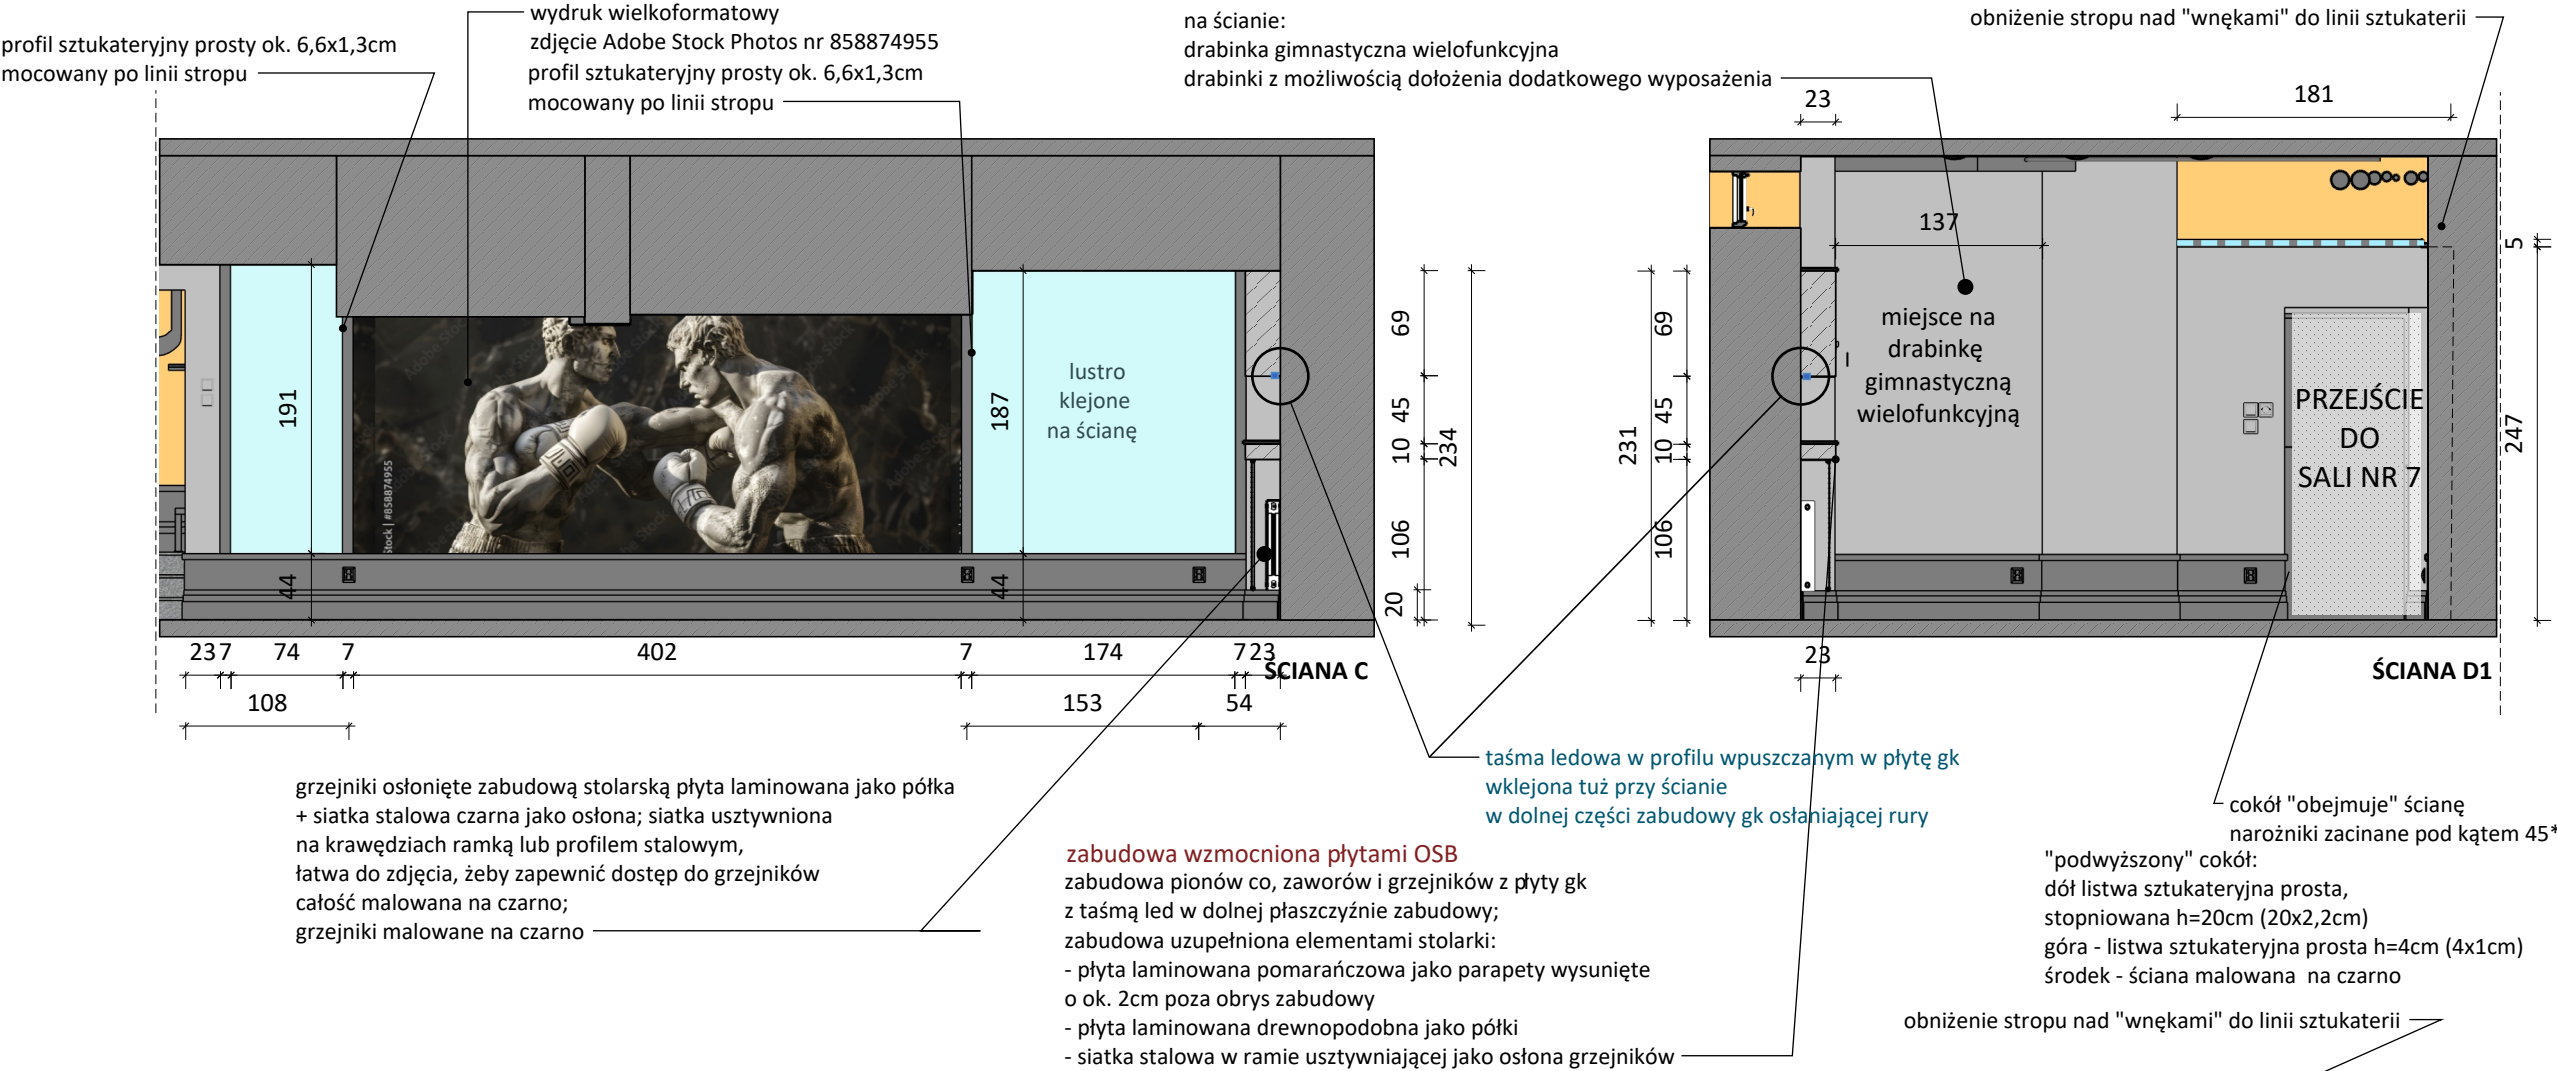 wydruk wielkoformatowy
zdjęcie Adobe Stock Photos nr 858874955
profil sztukateryjny prosty ok. 6,6x1,3cm
mocowany po linii stropu
profil sztukateryjny prosty ok. 6,6x1,3cm
mocowany po linii stropu
na ścianie:
drabinka gimnastyczna wielofunkcyjna
drabinki z możliwością dołożenia dodatkowego wyposażenia
obniżenie stropu nad "wnękami" do linii sztukaterii
191
44
187
44
lustro
klejone
na ścianę
tock | #858874955
Adobe Stock
69
45
10
106
20
234
23 7 74 7 402 7 174 7 23
108 153 54
ŚCIANA C
23
181
137
5
247
231
69
45
10
106
23
miejsce na
drabinkę
gimnastyczną
wielofunkcyjną
PRZEJŚCIE
DO
SALI NR 7
ŚCIANA D1
grzejniki osłonięte zabudową stolarską płyta laminowana jako półka
+ siatka stalowa czarna jako osłona; siatka usztywniona
na krawędziach ramką lub profilem stalowym,
łatwa do zdjęcia, żeby zapewnić dostęp do grzejników
całość malowana na czarno;
grzejniki malowane na czarno
taśma ledowa w profilu wpuszczanym w płytę gk
wklejona tuż przy ścianie
w dolnej części zabudowy gk osłaniającej rury
zabudowa wzmocniona płytami OSB
zabudowa pionów co, zaworów i grzejników z płyty gk
z taśmą led w dolnej płaszczyźnie zabudowy;
zabudowa uzupełniona elementami stolarki:
- płyta laminowana pomarańczowa jako parapety wysunięte
o ok. 2cm poza obrys zabudowy
- płyta laminowana drewnopodobna jako półki
- siatka stalowa w ramie usztywniającej jako osłona grzejników
cokół "obejmuje" ścianę
narożniki zacinane pod kątem 45*
"podwyższony" cokół:
dół listwa sztukateryjna prosta,
stopniowana h=20cm (20x2,2cm)
góra - listwa sztukateryjna prosta h=4cm (4x1cm)
środek - ściana malowana  na czarno
obniżenie stropu nad "wnękami" do linii sztukaterii